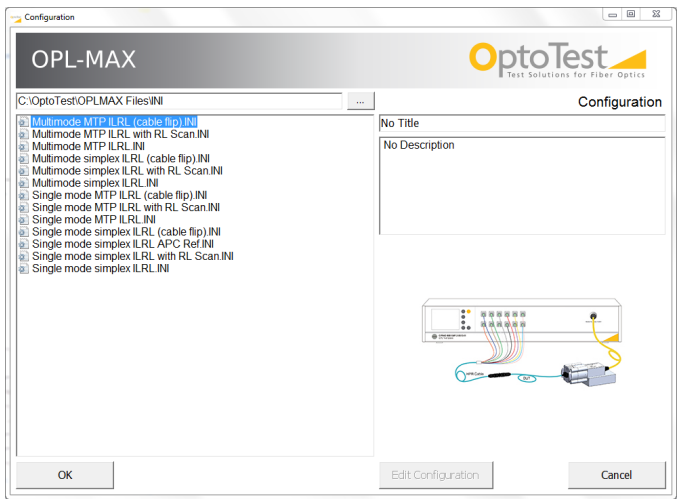 Configuration
OPL-MAX
OptoTest
Test Solutions for Fiber Optics
C:\OptoTest\OPLMAX Files\INI
...
Configuration
Multimode MTP ILRL (cable flip).INI
Multimode MTP ILRL with RL Scan.INI
Multimode MTP ILRL.INI
Multimode simplex ILRL (cable flip).INI
Multimode simplex ILRL with RL Scan.INI
Multimode simplex ILRL.INI
Single mode MTP ILRL (cable flip).INI
Single mode MTP ILRL with RL Scan.INI
Single mode MTP ILRL.INI
Single mode simplex ILRL (cable flip).INI
Single mode simplex ILRL APC Ref.INI
Single mode simplex ILRL with RL Scan.INI
Single mode simplex ILRL.INI
No Title
No Description
DUT
OK
Edit Configuration
Cancel